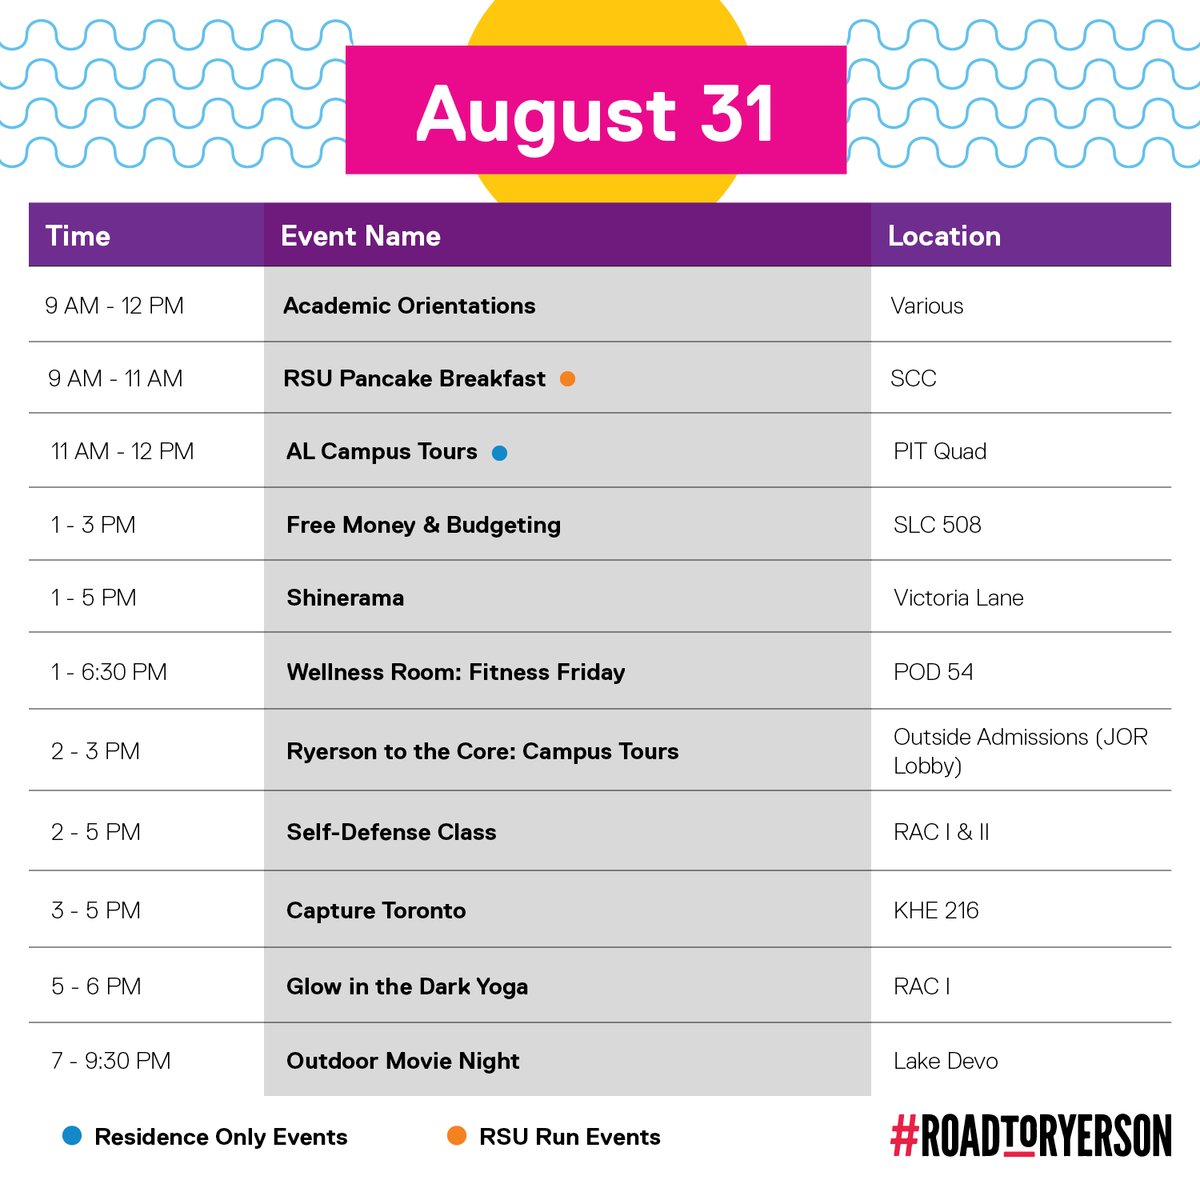 August 31
Time Event Name Location
9 AM - 12 PM Academic Orientations Various
9 AM - 11 AM RSU Pancake Breakfast SCC
11 AM - 12 PM AL Campus Tours PIT Quad
1 - 3 PM Free Money & Budgeting SLC 508
1 - 5 PM Shinerama Victoria Lane
1 - 6:30 PM Wellness Room: Fitness Friday POD 54
2 - 3 PM Ryerson to the Core: Campus Tours Outside Admissions (JOR
Lobby)
2 - 5 PM Self-Defense Class RAC I & II
3 - 5 PM Capture Toronto KHE 216
5 - 6 PM Glow in the Dark Yoga RAC I
7 - 9:30 PM Outdoor Movie Night Lake Devo
Residence Only Events RSU Run Events #ROADTORYERSON